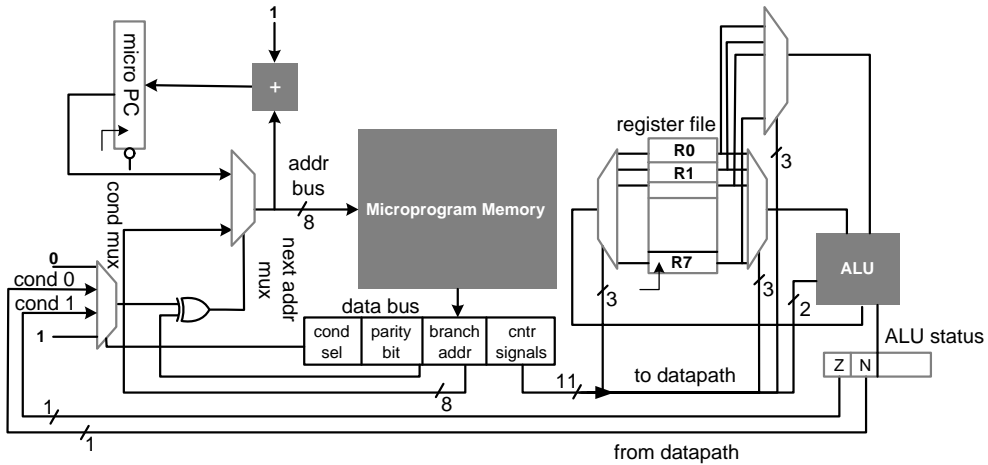 1
micro PC
+
cond mux
addr
bus
8
next addr
mux
Microprogram Memory
0
cond 0
cond 1
1
data bus
cond
sel
parity
bit
branch
addr
cntr
signals
8
11
1
1
to datapath
from datapath
register file
R0
R1
R7
3
3
3
2
ALU
ALU status
Z
N